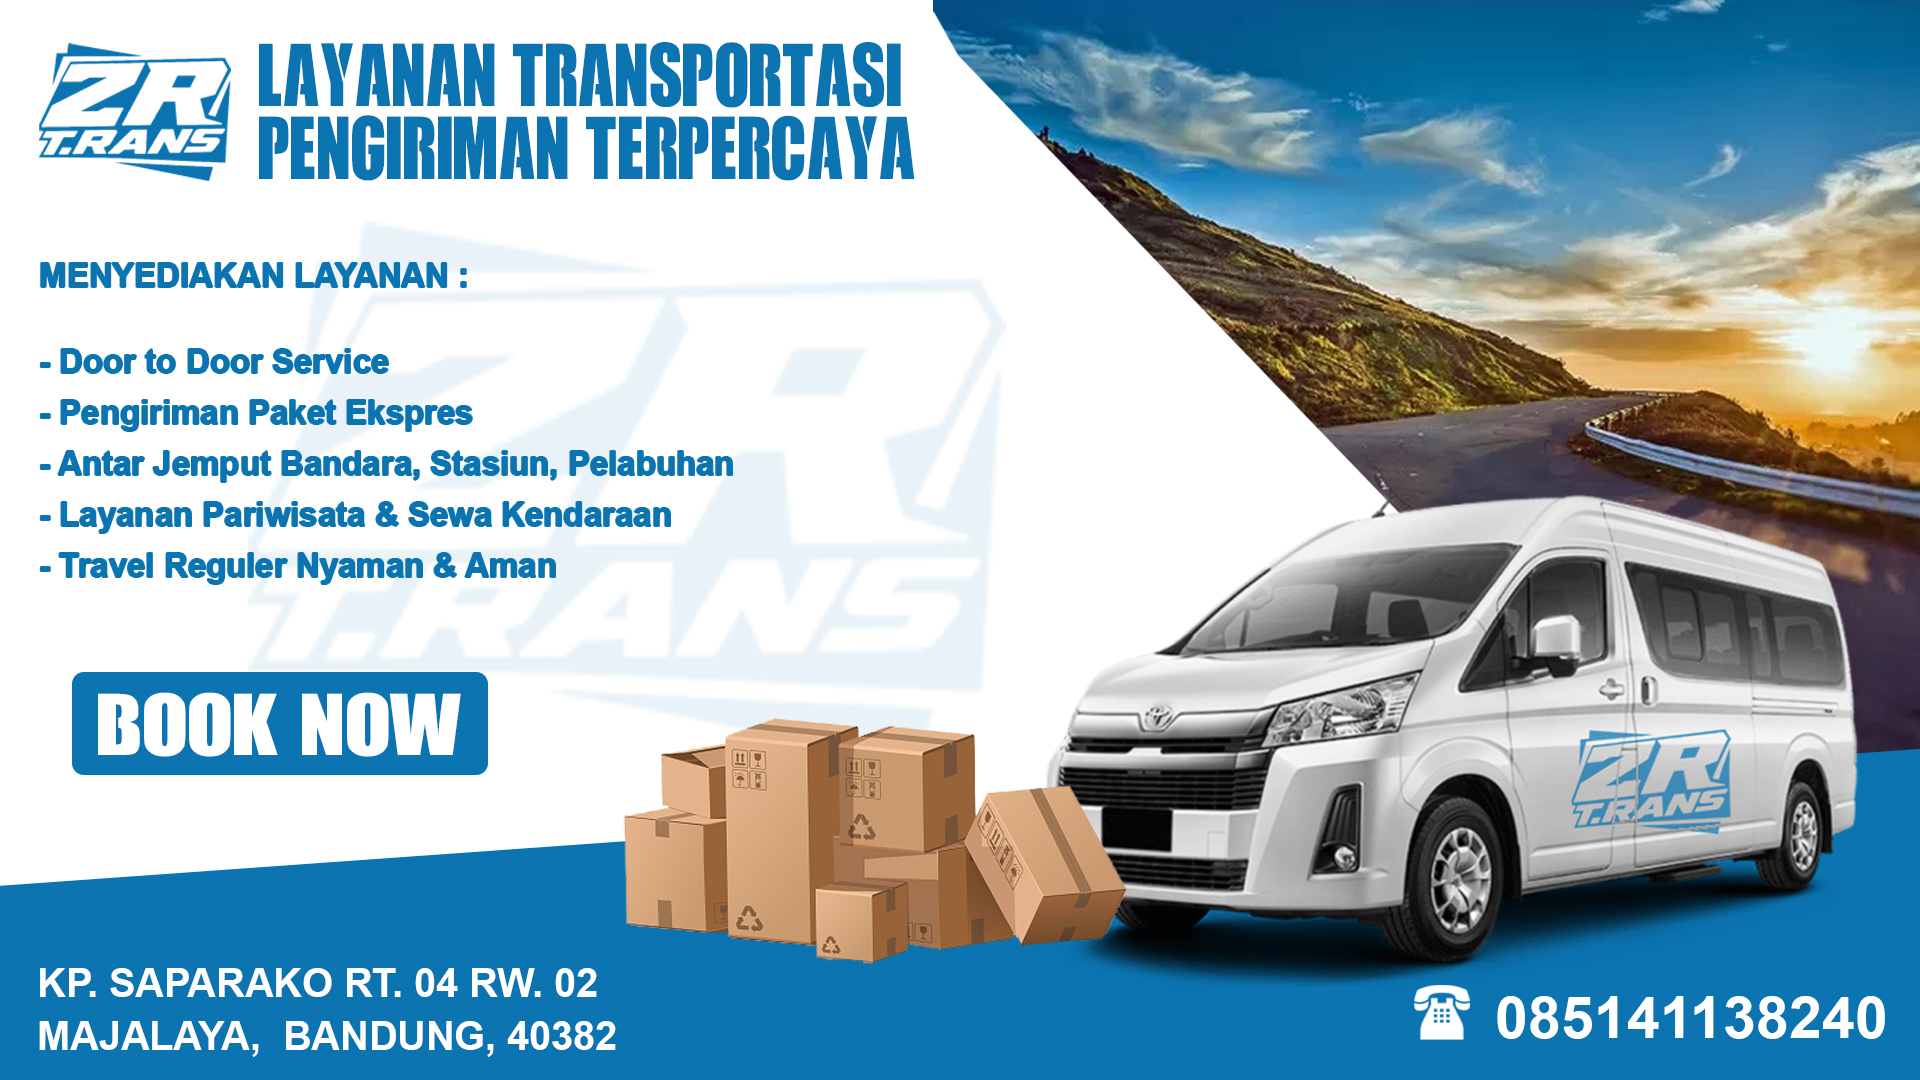 ZR
T.RANS
LAYANAN TRANSPORTASI
PENGIRIMAN TERPERCAYA
MENYEDIAKAN LAYANAN :
- Door to Door Service
- Pengiriman Paket Ekspres
- Antar Jemput Bandara, Stasiun, Pelabuhan
- Layanan Pariwisata & Sewa Kendaraan
- Travel Reguler Nyaman & Aman
ZR
T.RANS
BOOK NOW
ZR
T.RANS
KP. SAPARAKO RT. 04 RW. 02
MAJALAYA, BANDUNG, 40382
085141138240